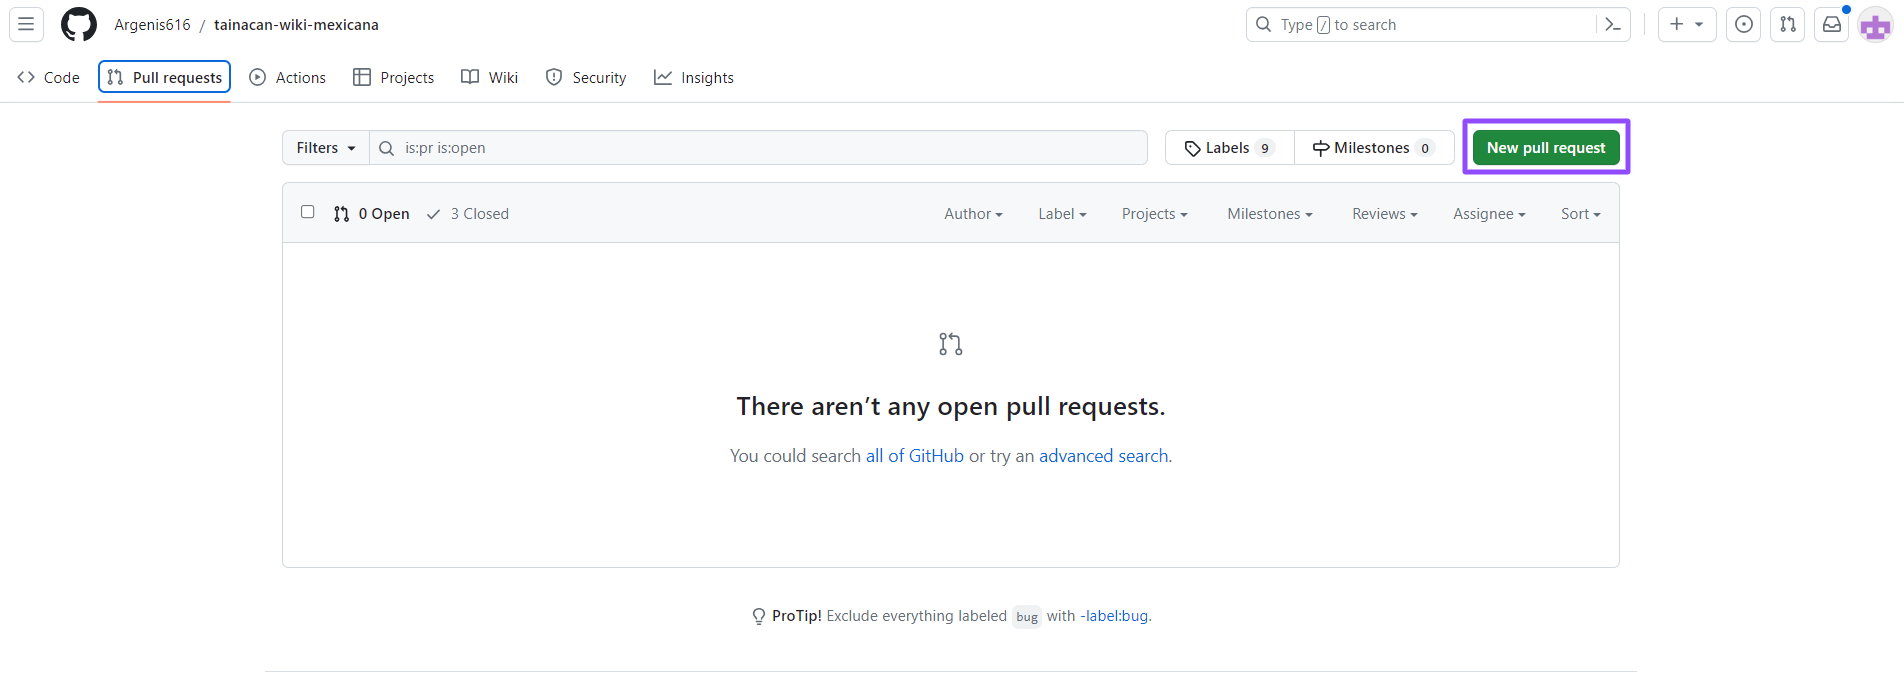 Argenis616 / tainacan-wiki-mexicana
Type / to search
Code Pull requests Actions Projects Wiki Security Insights
Filters is:pr is:open Labels 9 Milestones 0 New pull request
0 Open 3 Closed Author Label Projects Milestones Reviews Assignee Sort
There aren’t any open pull requests.
You could search all of GitHub or try an advanced search.
ProTip! Exclude everything labeled bug with -label:bug.